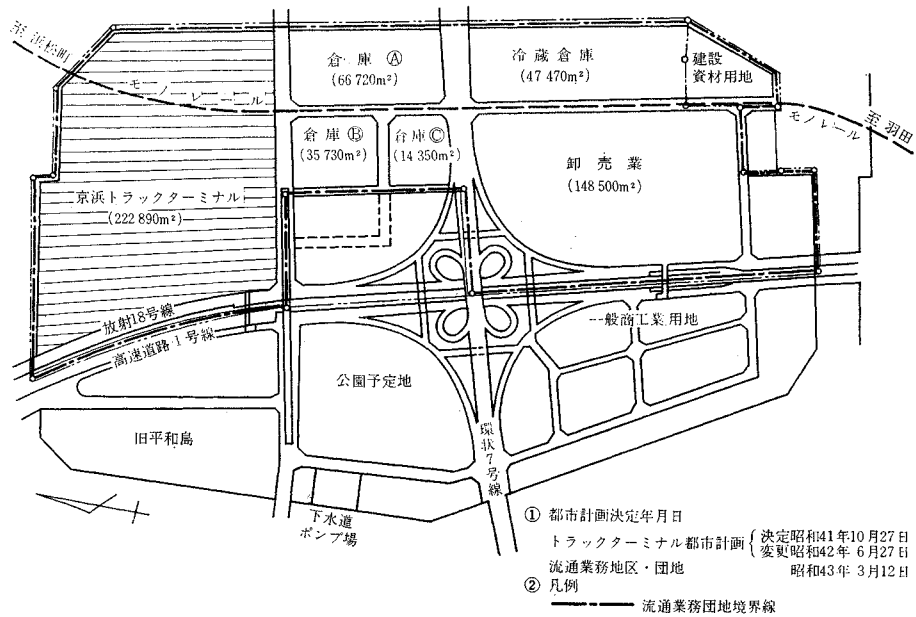 至浜松町
モーノレーール
倉庫Ⓐ
(66 720m²)
冷蔵倉庫
(47 470m²)
建設
資材用地
モノレール
至羽田
倉庫Ⓑ
(35 730m²)
倉庫Ⓒ
(14 350m²)
卸売業
(148 500m²)
京浜トラックターミナル
(222 890m²)
放射18号線
高速道路1号線
一般商工業用地
公園予定地
環状7号線
旧平和島
下水道
ポンプ場
① 都市計画決定年月日
トラックターミナル都市計画{決定昭和41年10月27日
変更昭和42年 6月27日
流通業務地区・団地 昭和43年 3月12日
② 凡例
流通業務団地境界線